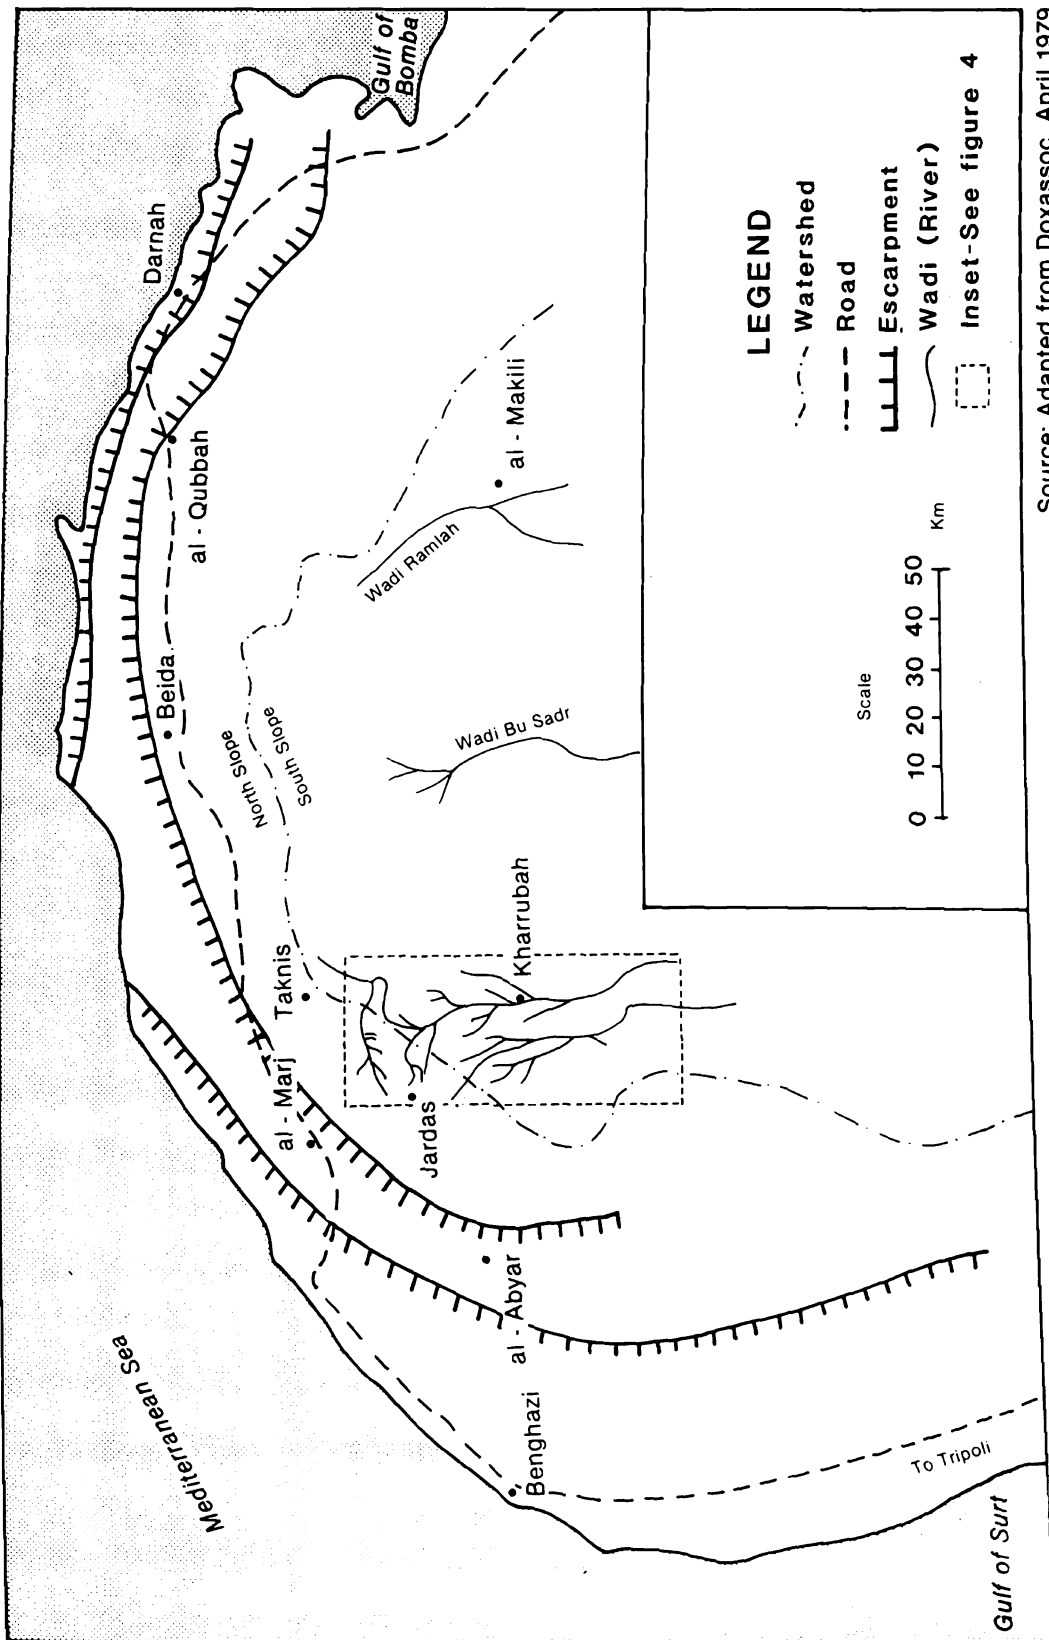 Mediterranean Sea
Gulf of
Bomba
Darnah
al - Qubbah
Beida
North Slope
South Slope
al - Makili
Wadi Ramlah
Wadi Bu Sadr
Taknis
al - Marj
Kharrubah
Jardas
al - Abyar
Benghazi
To Tripoli
Gulf of Surt
LEGEND
Watershed
Road
Escarpment
Wadi (River)
Inset-See figure 4
Scale
0 10 20 30 40 50 Km
Source: Adapted from Doxassoc, April 1979